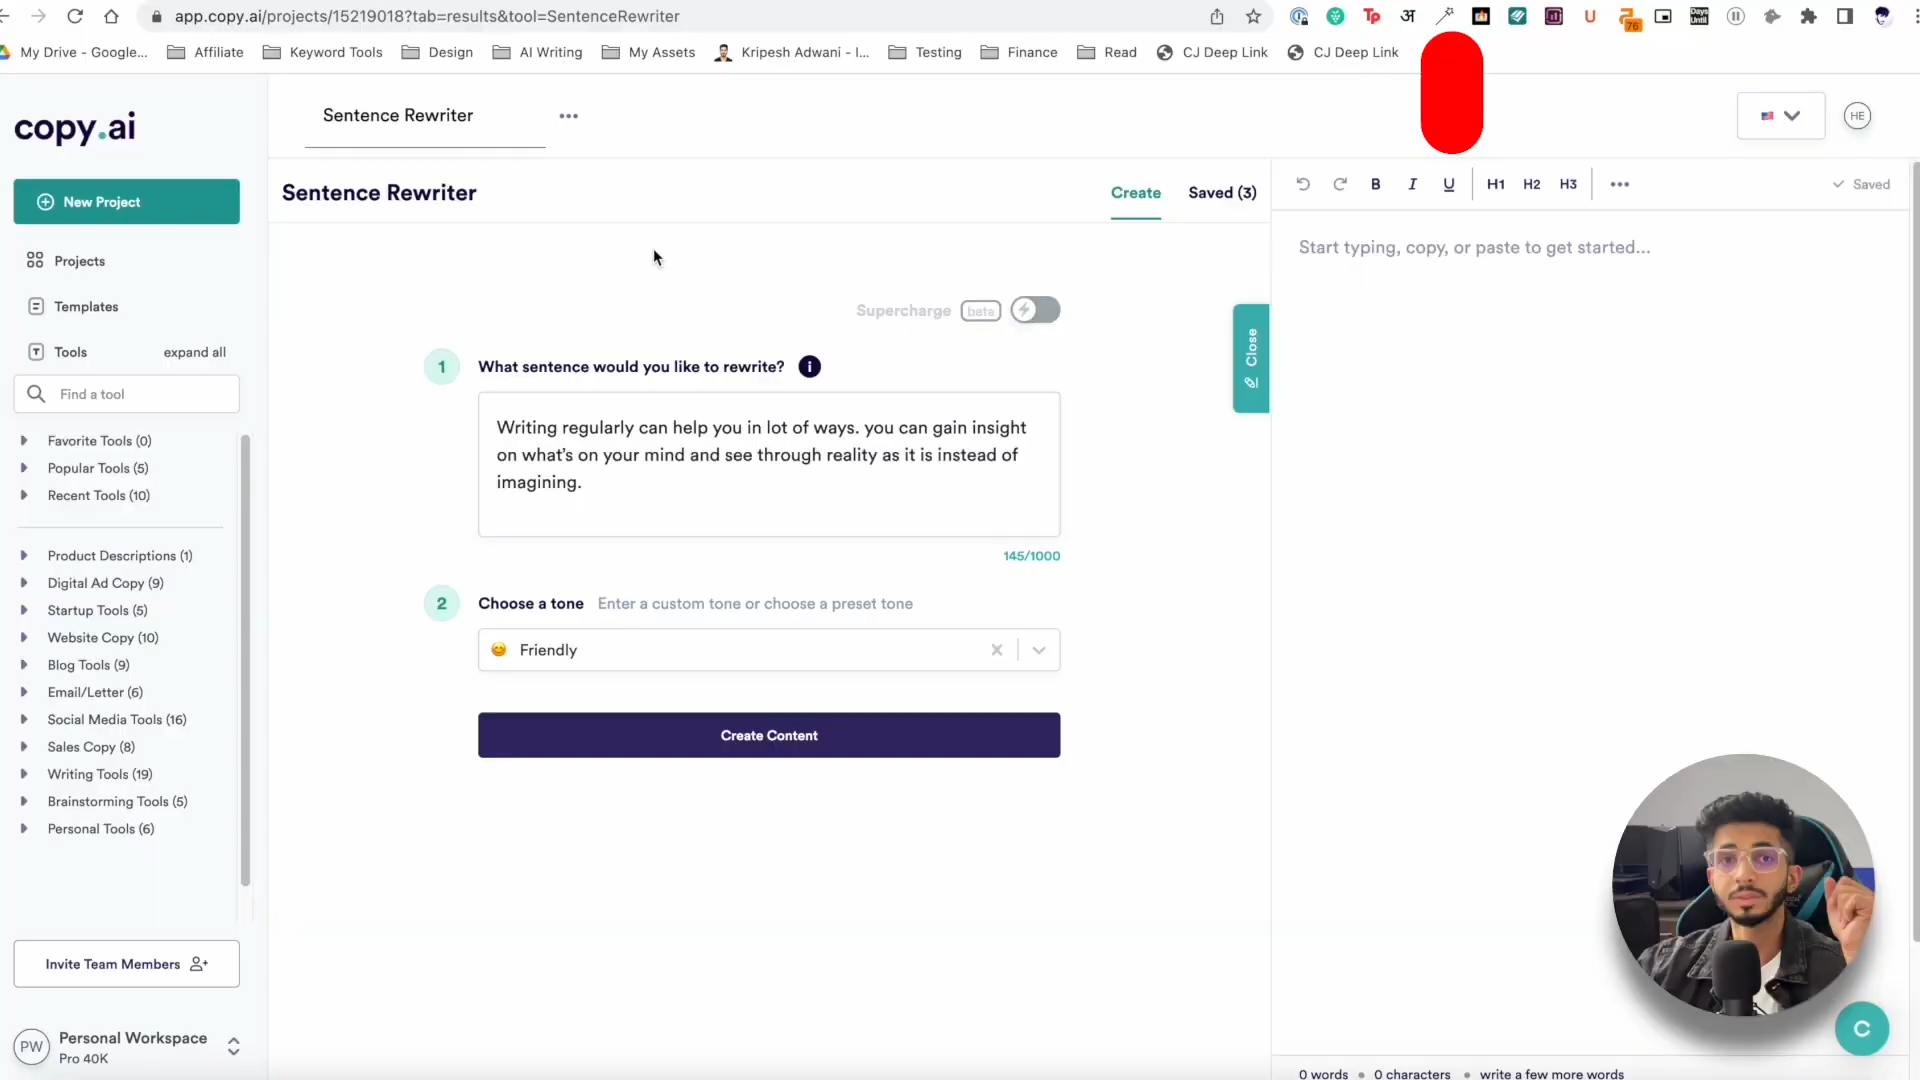 app.copy.ai/projects/15219018?tab=results&tool=SentenceRewriter
76
Days
Until
My Drive - Google...
Affiliate
Keyword Tools
Design
AI Writing
My Assets
Kripesh Adwani - I...
Testing
Finance
Read
CJ Deep Link
CJ Deep Link
copy.ai
Sentence Rewriter
HE
New Project
Sentence Rewriter
Create
Saved (3)
B I U H1 H2 H3
Saved
Projects
Start typing, copy, or paste to get started...
Templates
Supercharge beta
Tools
expand all
Close
1 What sentence would you like to rewrite?
Find a tool
Writing regularly can help you in lot of ways. you can gain insight
on what's on your mind and see through reality as it is instead of
imagining.
145/1000
Favorite Tools (0)
Popular Tools (5)
Recent Tools (10)
Product Descriptions (1)
Digital Ad Copy (9)
Startup Tools (5)
Website Copy (10)
Blog Tools (9)
Email/Letter (6)
Social Media Tools (16)
Sales Copy (8)
Writing Tools (19)
Brainstorming Tools (5)
Personal Tools (6)
2 Choose a tone Enter a custom tone or choose a preset tone
Friendly
Create Content
Invite Team Members
PW
Personal Workspace
Pro 40K
C
0 words • 0 characters • write a few more words